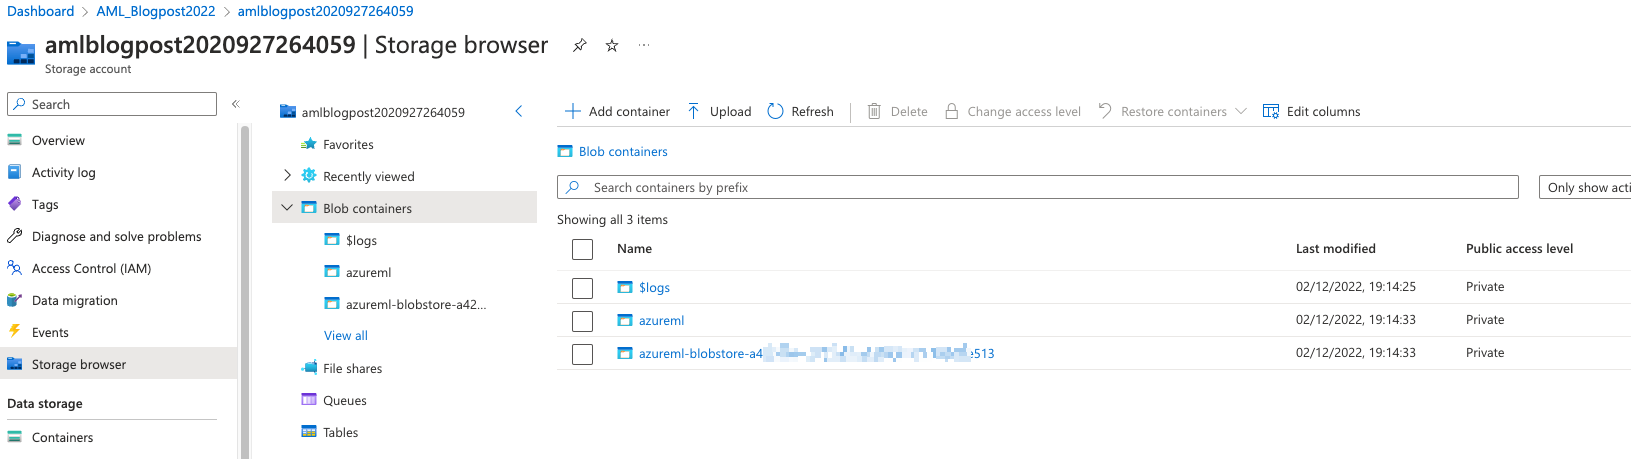 Dashboard > AML_Blogpost2022 > amlblogpost2020927264059
amlblogpost2020927264059 | Storage browser
Storage account
Search
Overview
Activity log
Tags
Diagnose and solve problems
Access Control (IAM)
Data migration
Events
Storage browser
Data storage
Containers
amlblogpost2020927264059
Favorites
Recently viewed
Blob containers
$logs
azureml
azureml-blobstore-a42...
View all
File shares
Queues
Tables
Add container Upload Refresh Delete Change access level Restore containers Edit columns
Blob containers
Search containers by prefix
Only show acti
Showing all 3 items
Name Last modified Public access level
$logs 02/12/2022, 19:14:25 Private
azureml 02/12/2022, 19:14:33 Private
azureml-blobstore-a4 e513 02/12/2022, 19:14:33 Private